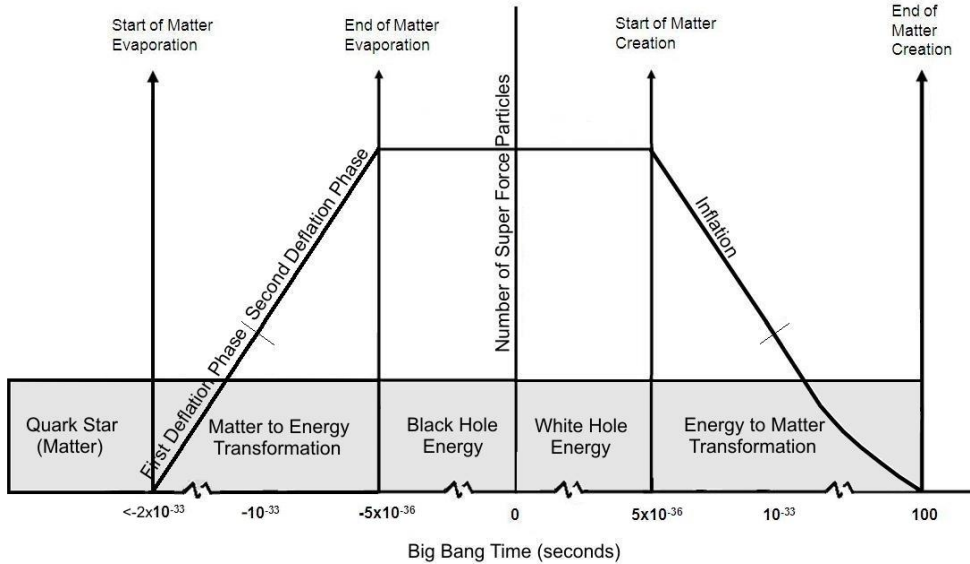 Start of Matter
Evaporation
End of Matter
Evaporation
Start of Matter
Creation
End of
Matter
Creation
Number of Super Force Particles
First Deflation Phase
Second Deflation Phase
Inflation
Quark Star
(Matter)
Matter to Energy
Transformation
Black Hole
Energy
White Hole
Energy
Energy to Matter
Transformation
<-2x10⁻³³
-10⁻³³
-5x10⁻³⁶
0
5x10⁻³⁶
10⁻³³
100
Big Bang Time (seconds)